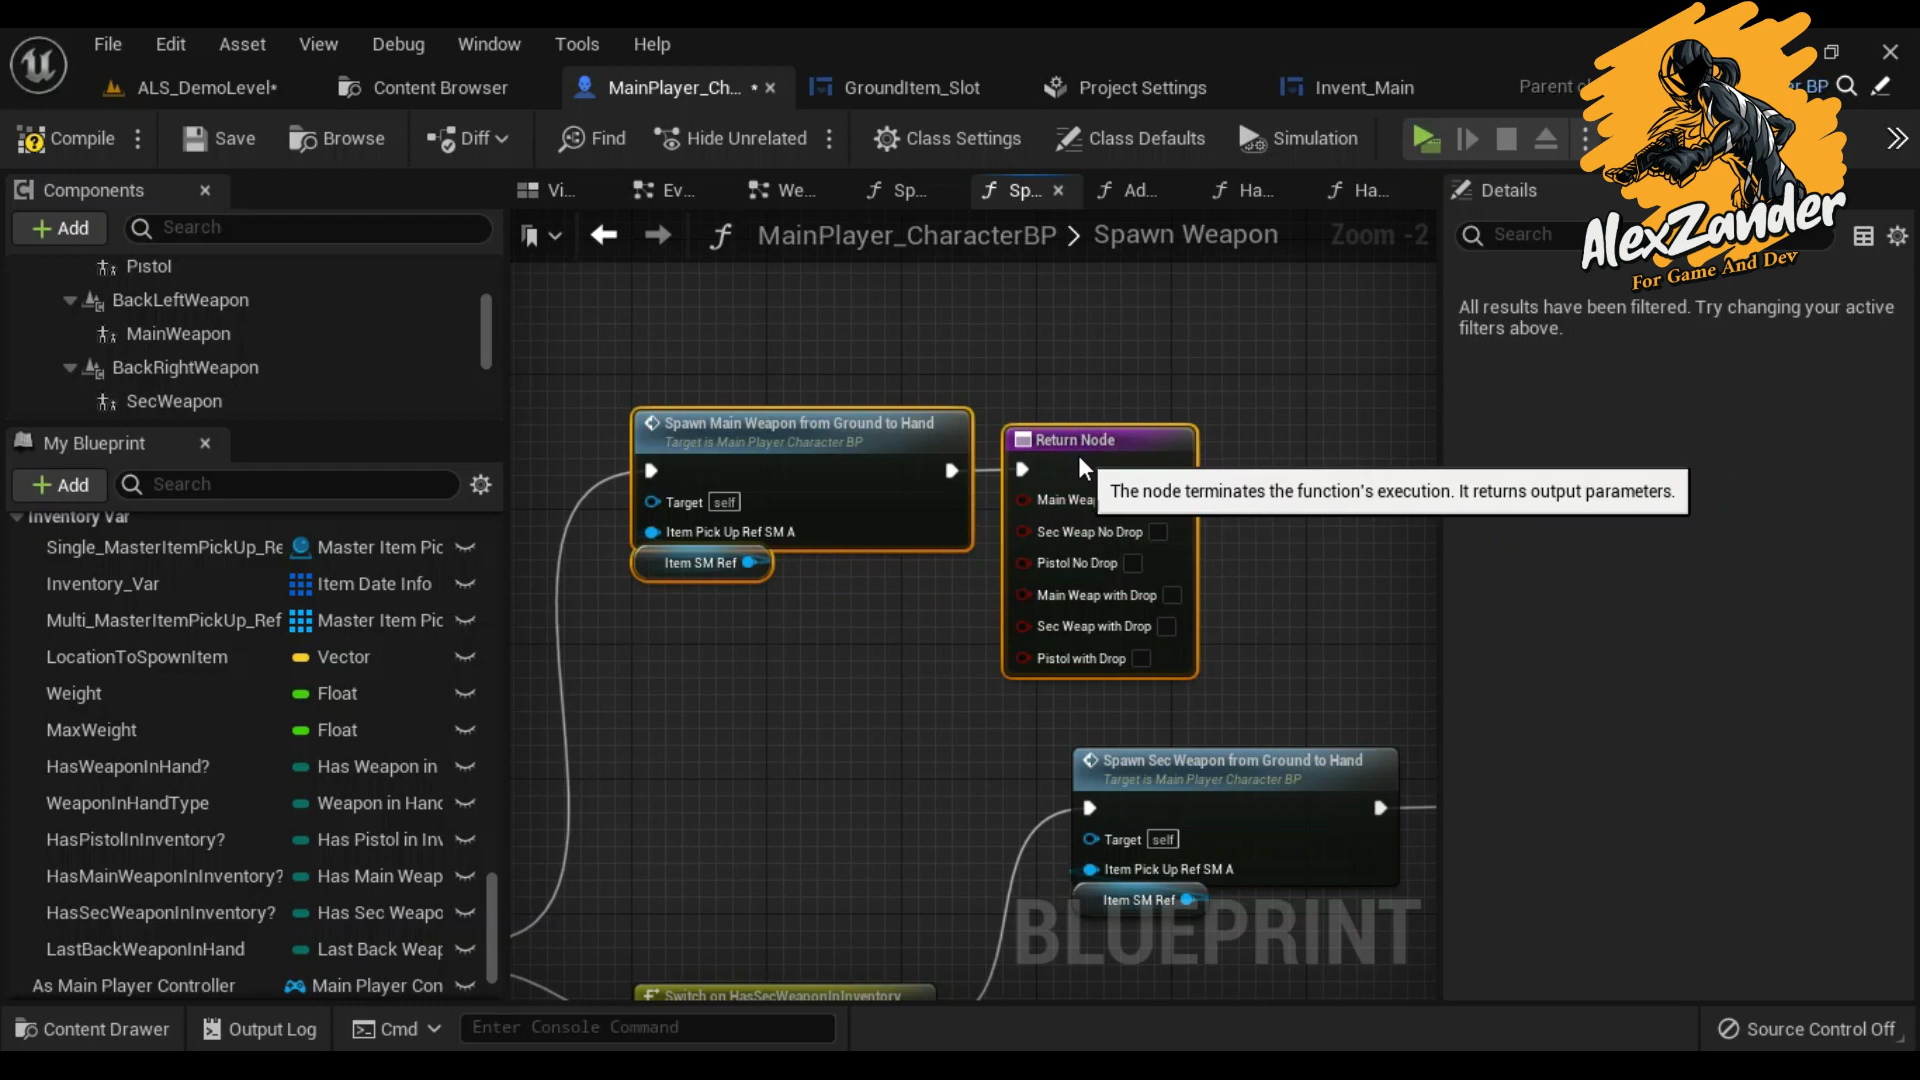 File Edit Asset View Debug Window Tools Help
ALS_DemoLevel* Content Browser MainPlayer_Ch... * GroundItem_Slot Project Settings Invent_Main Parent c er BP
Compile Save Browse Diff Find Hide Unrelated Class Settings Class Defaults Simulation
AlexZander
For Game And Dev
Components
Add Search
Pistol
BackLeftWeapon
MainWeapon
BackRightWeapon
SecWeapon
My Blueprint
Add Search
Inventory Var
Single_MasterItemPickUp_Re Master Item Pic
Inventory_Var Item Date Info
Multi_MasterItemPickUp_Ref Master Item Pic
LocationToSpawnItem Vector
Weight Float
MaxWeight Float
HasWeaponInHand? Has Weapon in
WeaponInHandType Weapon in Hand
HasPistolInInventory? Has Pistol in Inv
HasMainWeaponInInventory? Has Main Weap
HasSecWeaponInInventory? Has Sec Weapo
LastBackWeaponInHand Last Back Weap
As Main Player Controller Main Player Con
Vi... Ev... We... Sp... Sp... Ad... Ha... Ha...
MainPlayer_CharacterBP > Spawn Weapon Zoom -2
Spawn Main Weapon from Ground to Hand
Target is Main Player Character BP
Target self
Item Pick Up Ref SM A
Item SM Ref
Return Node
Main Weap
Sec Weap No Drop
Pistol No Drop
Main Weap with Drop
Sec Weap with Drop
Pistol with Drop
The node terminates the function's execution. It returns output parameters.
Spawn Sec Weapon from Ground to Hand
Target is Main Player Character BP
Target self
Item Pick Up Ref SM A
Item SM Ref
BLUEPRINT
Switch on HasSecWeaponInInventory
Details
Search
All results have been filtered. Try changing your active
filters above.
Content Drawer Output Log Cmd Enter Console Command Source Control Off